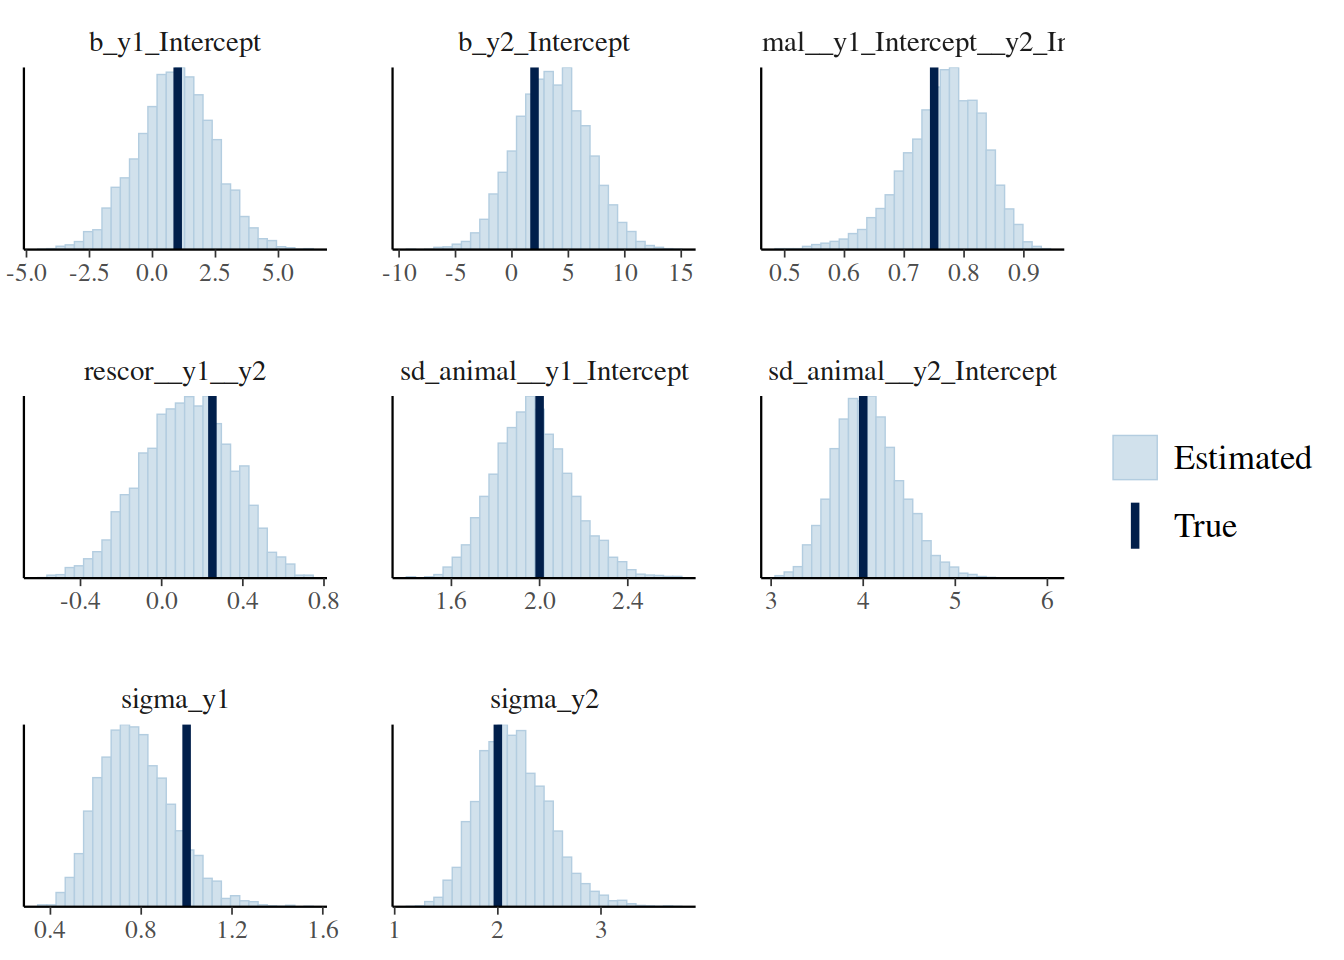 b_y1_Intercept b_y2_Intercept mal__y1_Intercept__y2_Ir
-5.0 -2.5 0.0 2.5 5.0 -10 -5 0 5 10 15 0.5 0.6 0.7 0.8 0.9
rescor__y1__y2 sd_animal__y1_Intercept sd_animal__y2_Intercept
-0.4 0.0 0.4 0.8 1.6 2.0 2.4 3 4 5 6
Estimated
True
sigma_y1 sigma_y2
0.4 0.8 1.2 1.6 1 2 3